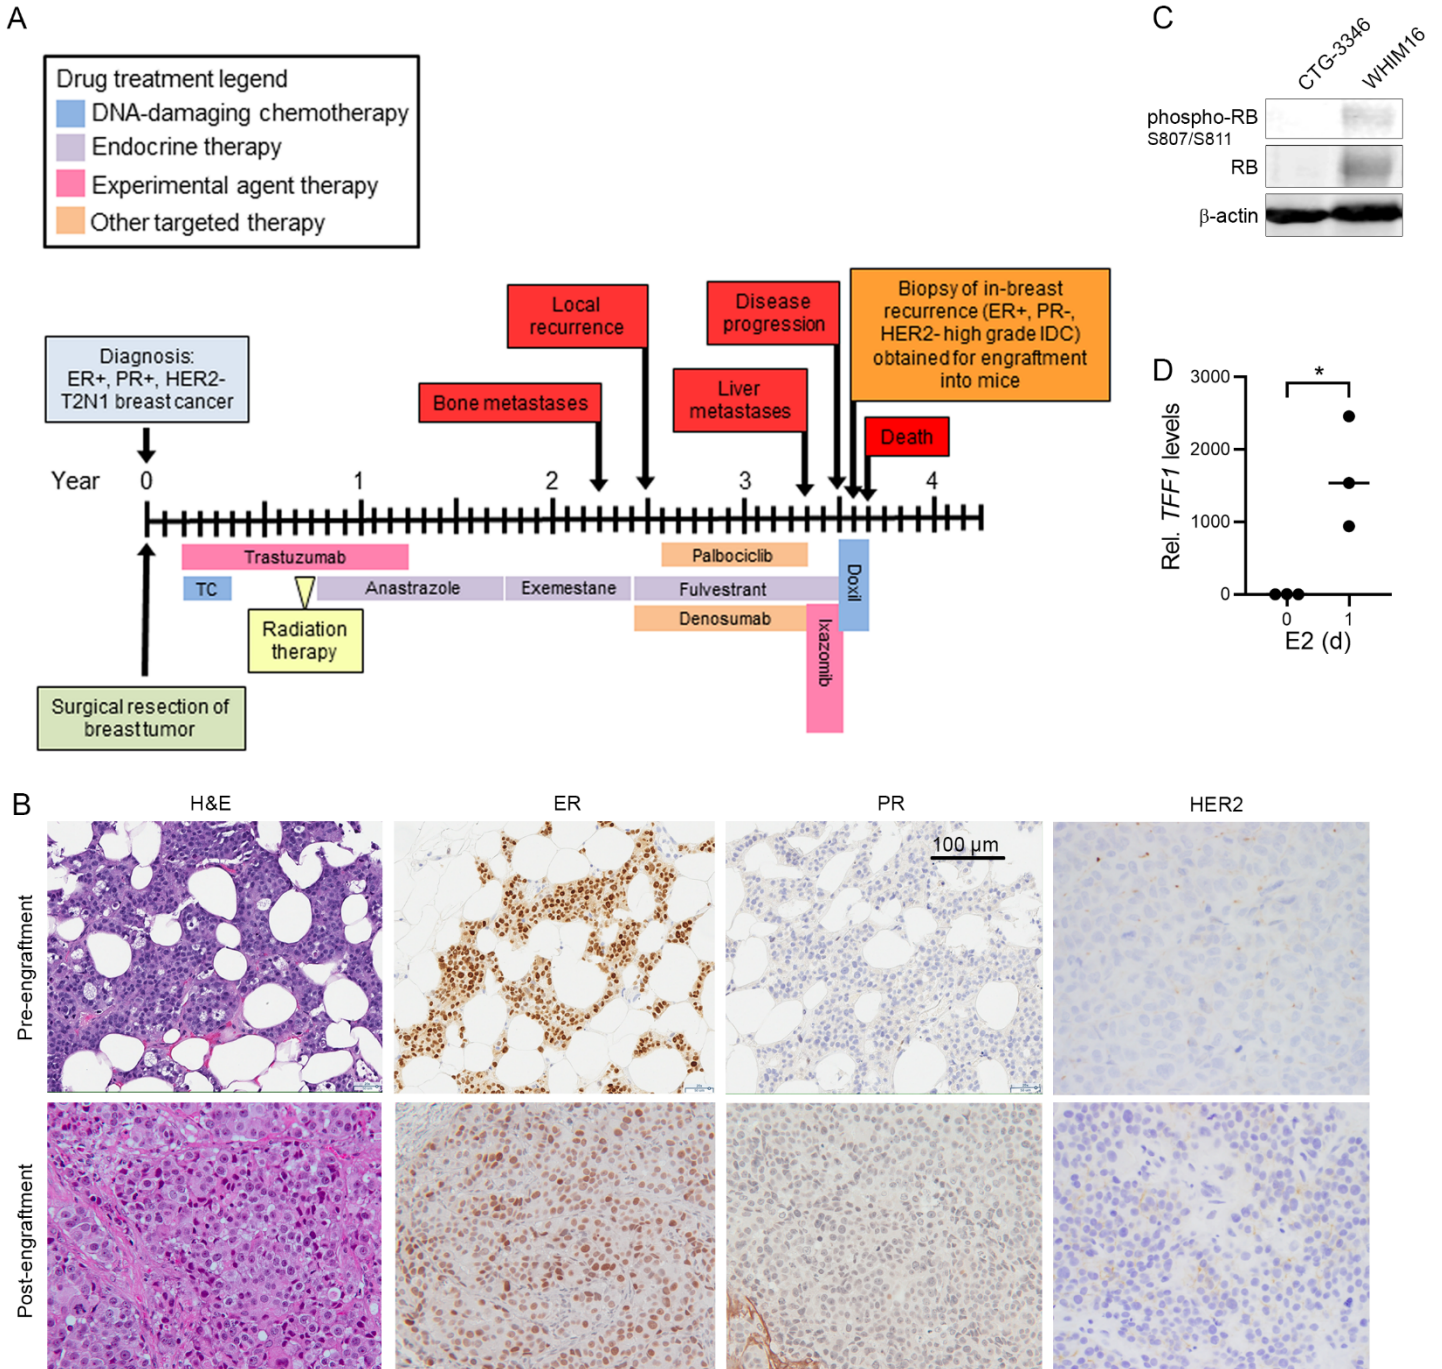 A
Drug treatment legend
DNA-damaging chemotherapy
Endocrine therapy
Experimental agent therapy
Other targeted therapy
Diagnosis:
ER+, PR+, HER2-
T2N1 breast cancer
Bone metastases
Local
recurrence
Liver
metastases
Disease
progression
Biopsy of in-breast
recurrence (ER+, PR-,
HER2- high grade IDC)
obtained for engraftment
into mice
Death
Year 0 1 2 3 4
Trastuzumab
Palbociclib
TC
Anastrazole
Exemestane
Fulvestrant
Doxil
Denosumab
Ixazomib
Radiation
therapy
Surgical resection of
breast tumor
C
CTG-3346
WHIM16
phospho-RB
S807/S811
RB
β-actin
D
*
3000
2000
1000
0
Rel. TFF1 levels
0 1
E2 (d)
B
H&E ER PR HER2
Pre-engraftment
100 µm
Post-engraftment